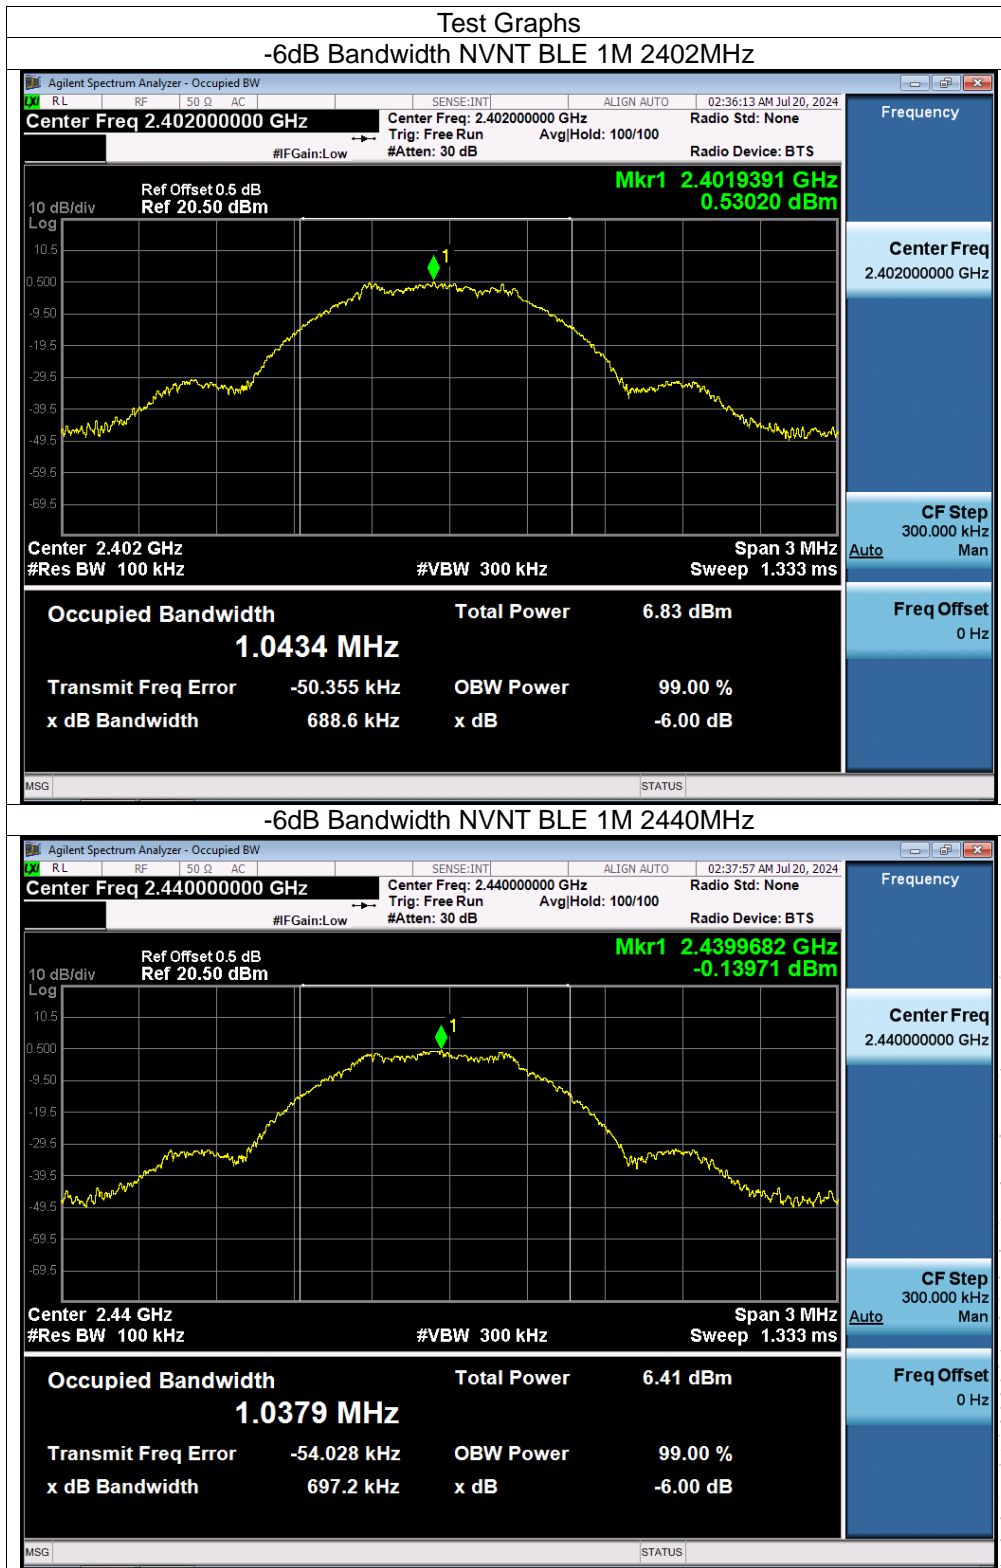 Test Graphs
-6dB Bandwidth NVNT BLE 1M 2402MHz
Agilent Spectrum Analyzer - Occupied BW
LXI RL RF 50 Ω AC SENSE:INT ALIGN AUTO 02:36:13 AM Jul 20, 2024
Center Freq 2.402000000 GHz Center Freq: 2.402000000 GHz Radio Std: None Frequency
Trig: Free Run Avg|Hold: 100/100
#IFGain:Low #Atten: 30 dB Radio Device: BTS
Mkr1 2.4019391 GHz
Ref Offset 0.5 dB
10 dB/div Ref 20.50 dBm 0.53020 dBm
Log
10.5 1 Center Freq
2.402000000 GHz
0.500
-9.50
-19.5
-29.5
-39.5
-49.5
-59.5
-69.5
CF Step
300.000 kHz
Center 2.402 GHz Span 3 MHz Auto Man
#Res BW 100 kHz #VBW 300 kHz Sweep 1.333 ms
Occupied Bandwidth Total Power 6.83 dBm Freq Offset
0 Hz
1.0434 MHz
Transmit Freq Error -50.355 kHz OBW Power 99.00 %
x dB Bandwidth 688.6 kHz x dB -6.00 dB
MSG STATUS
-6dB Bandwidth NVNT BLE 1M 2440MHz
Agilent Spectrum Analyzer - Occupied BW
LXI RL RF 50 Ω AC SENSE:INT ALIGN AUTO 02:37:57 AM Jul 20, 2024
Center Freq 2.440000000 GHz Center Freq: 2.440000000 GHz Radio Std: None Frequency
Trig: Free Run Avg|Hold: 100/100
#IFGain:Low #Atten: 30 dB Radio Device: BTS
Mkr1 2.4399682 GHz
Ref Offset 0.5 dB
10 dB/div Ref 20.50 dBm -0.13971 dBm
Log
10.5 1 Center Freq
2.440000000 GHz
0.500
-9.50
-19.5
-29.5
-39.5
-49.5
-59.5
-69.5
CF Step
300.000 kHz
Center 2.44 GHz Span 3 MHz Auto Man
#Res BW 100 kHz #VBW 300 kHz Sweep 1.333 ms
Occupied Bandwidth Total Power 6.41 dBm Freq Offset
0 Hz
1.0379 MHz
Transmit Freq Error -54.028 kHz OBW Power 99.00 %
x dB Bandwidth 697.2 kHz x dB -6.00 dB
MSG STATUS